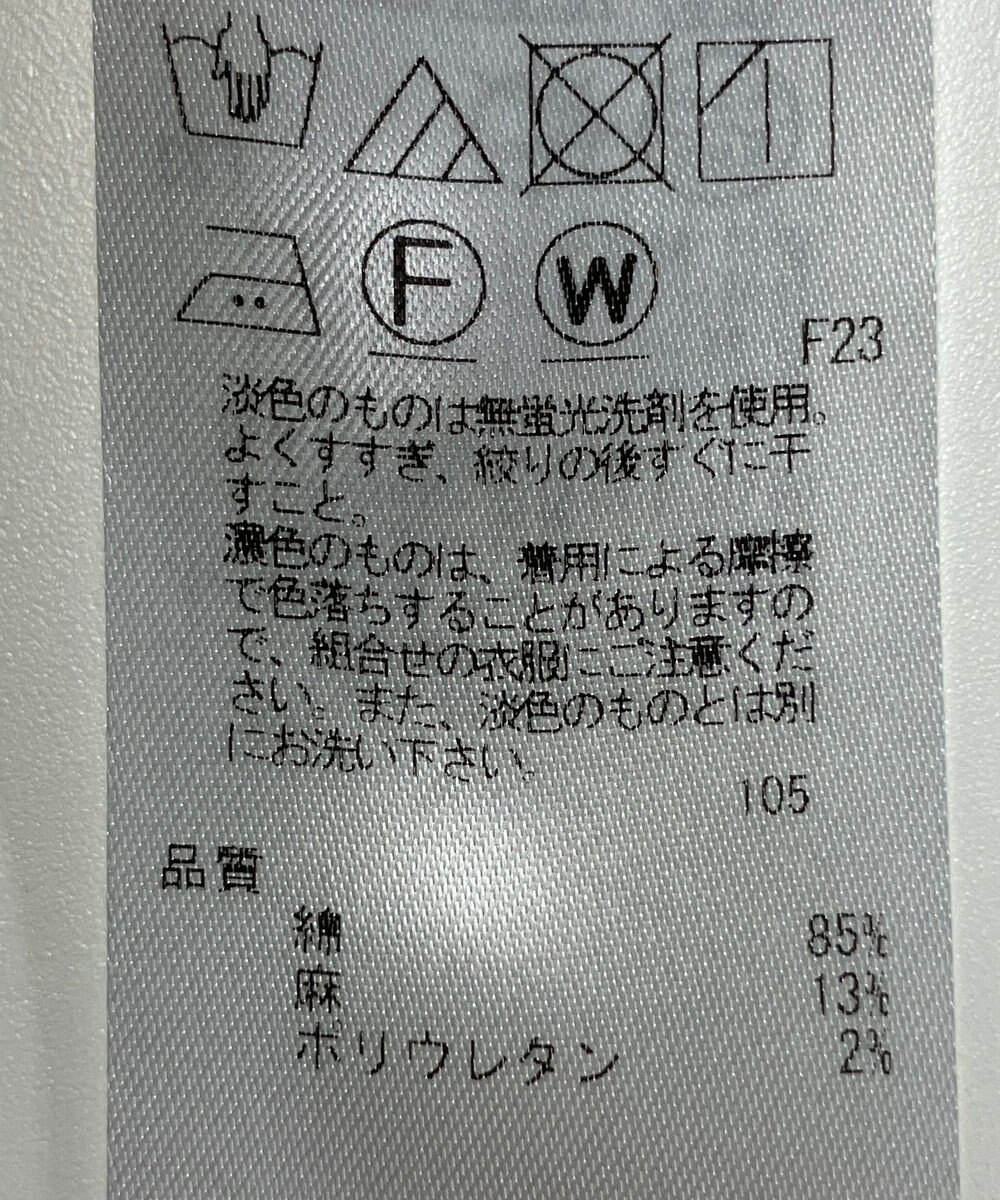 F
W
F23
淡色のものは無蛍光洗剤を使用。
よくすすぎ、絞りの後すぐに干
すこと。
濃色のものは、着用による摩擦
で色落ちすることがありますの
で、組合せの衣服にご注意くだ
さい。また、淡色のものとは別
にお洗い下さい。
105
品質
綿 85%
麻 13%
ポリウレタン 2%